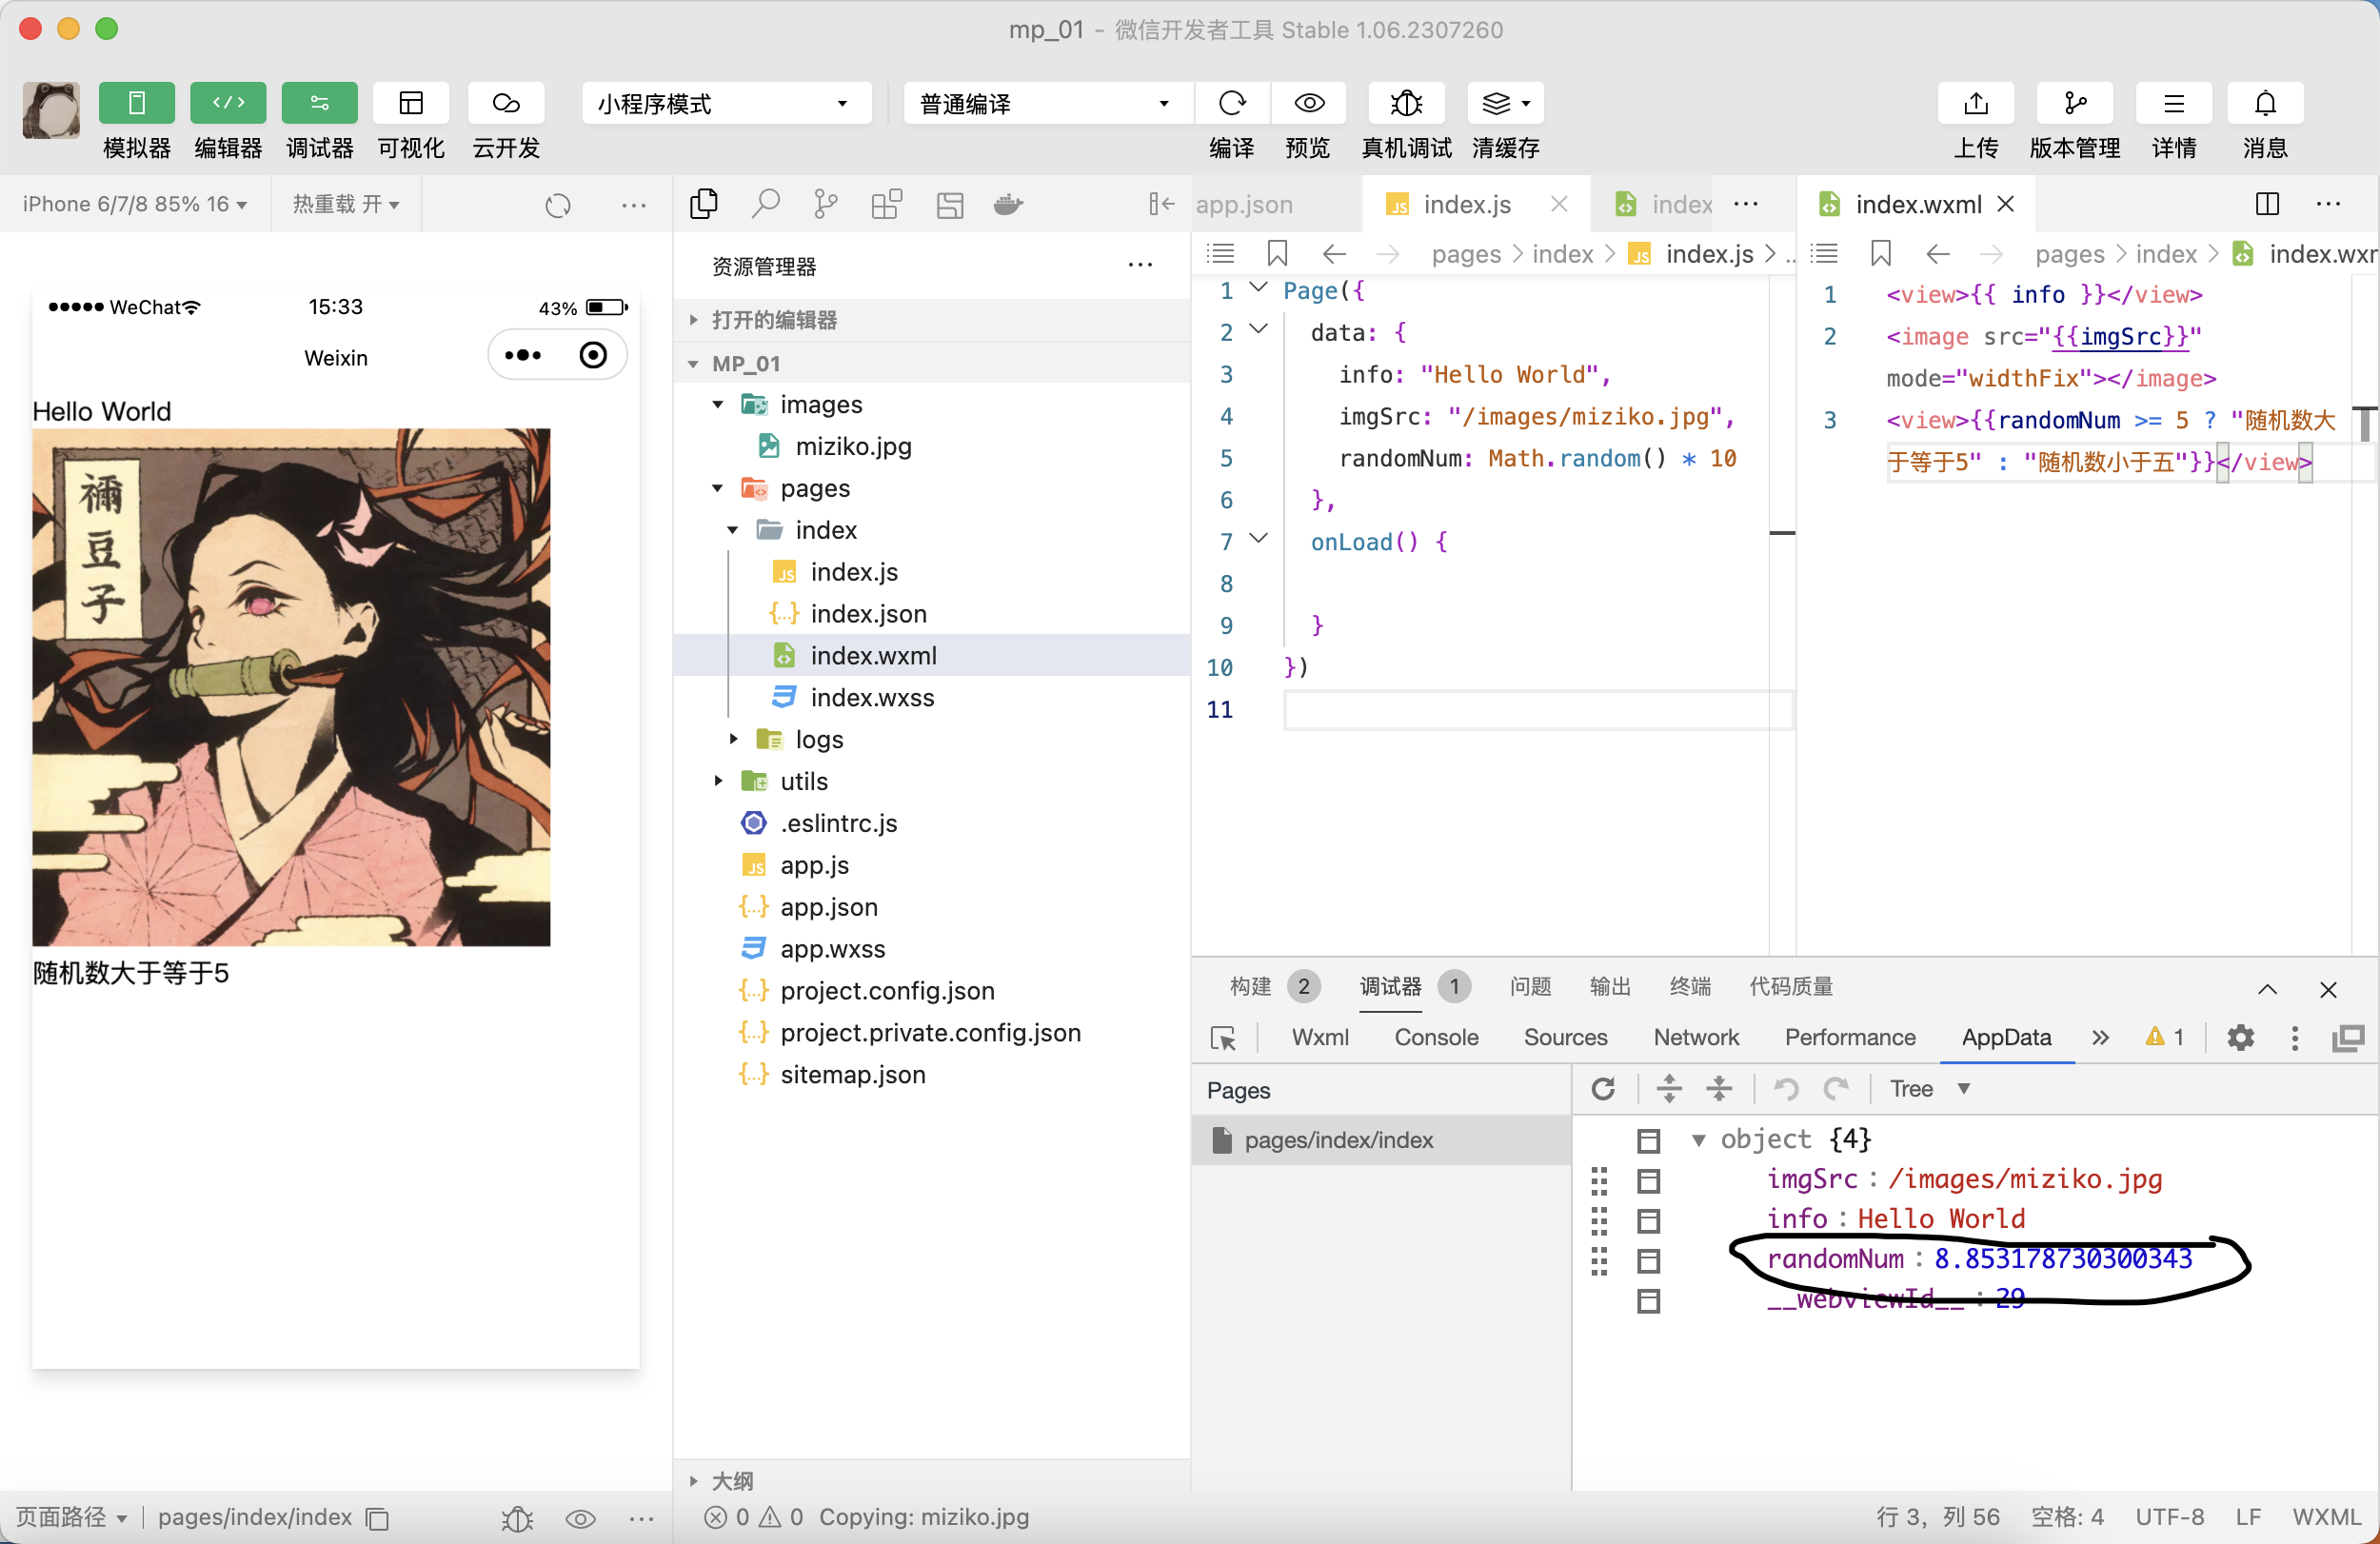 mp_01 - 微信开发者工具 Stable 1.06.2307260
模拟器 编辑器 调试器 可视化 云开发
小程序模式
普通编译
编译 预览 真机调试 清缓存
上传 版本管理 详情 消息
iPhone 6/7/8 85% 16
热重载 开
WeChat 15:33 43%
Weixin
Hello World
禰豆子
随机数大于等于5
页面路径 pages/index/index
资源管理器
打开的编辑器
MP_01
images
miziko.jpg
pages
index
index.js
index.json
index.wxml
index.wxss
logs
utils
.eslintrc.js
app.js
app.json
app.wxss
project.config.json
project.private.config.json
sitemap.json
大纲
0 0 Copying: miziko.jpg
app.json index.js index
pages > index > index.js > ..
1 Page({
2 data: {
3 info: "Hello World",
4 imgSrc: "/images/miziko.jpg",
5 randomNum: Math.random() * 10
6 },
7 onLoad() {
8
9 }
10 })
11
index.wxml
pages > index > index.wxm
1 <view>{{ info }}</view>
2 <image src="{{imgSrc}}"
mode="widthFix"></image>
3 <view>{{randomNum >= 5 ? "随机数大
于等于5" : "随机数小于五"}}</view>
构建 2 调试器 1 问题 输出 终端 代码质量
Wxml Console Sources Network Performance AppData 1
Pages
pages/index/index
Tree
object {4}
imgSrc : /images/miziko.jpg
info : Hello World
randomNum : 8.853178730300343
__webviewId__ : 29
行 3，列 56 空格: 4 UTF-8 LF WXML